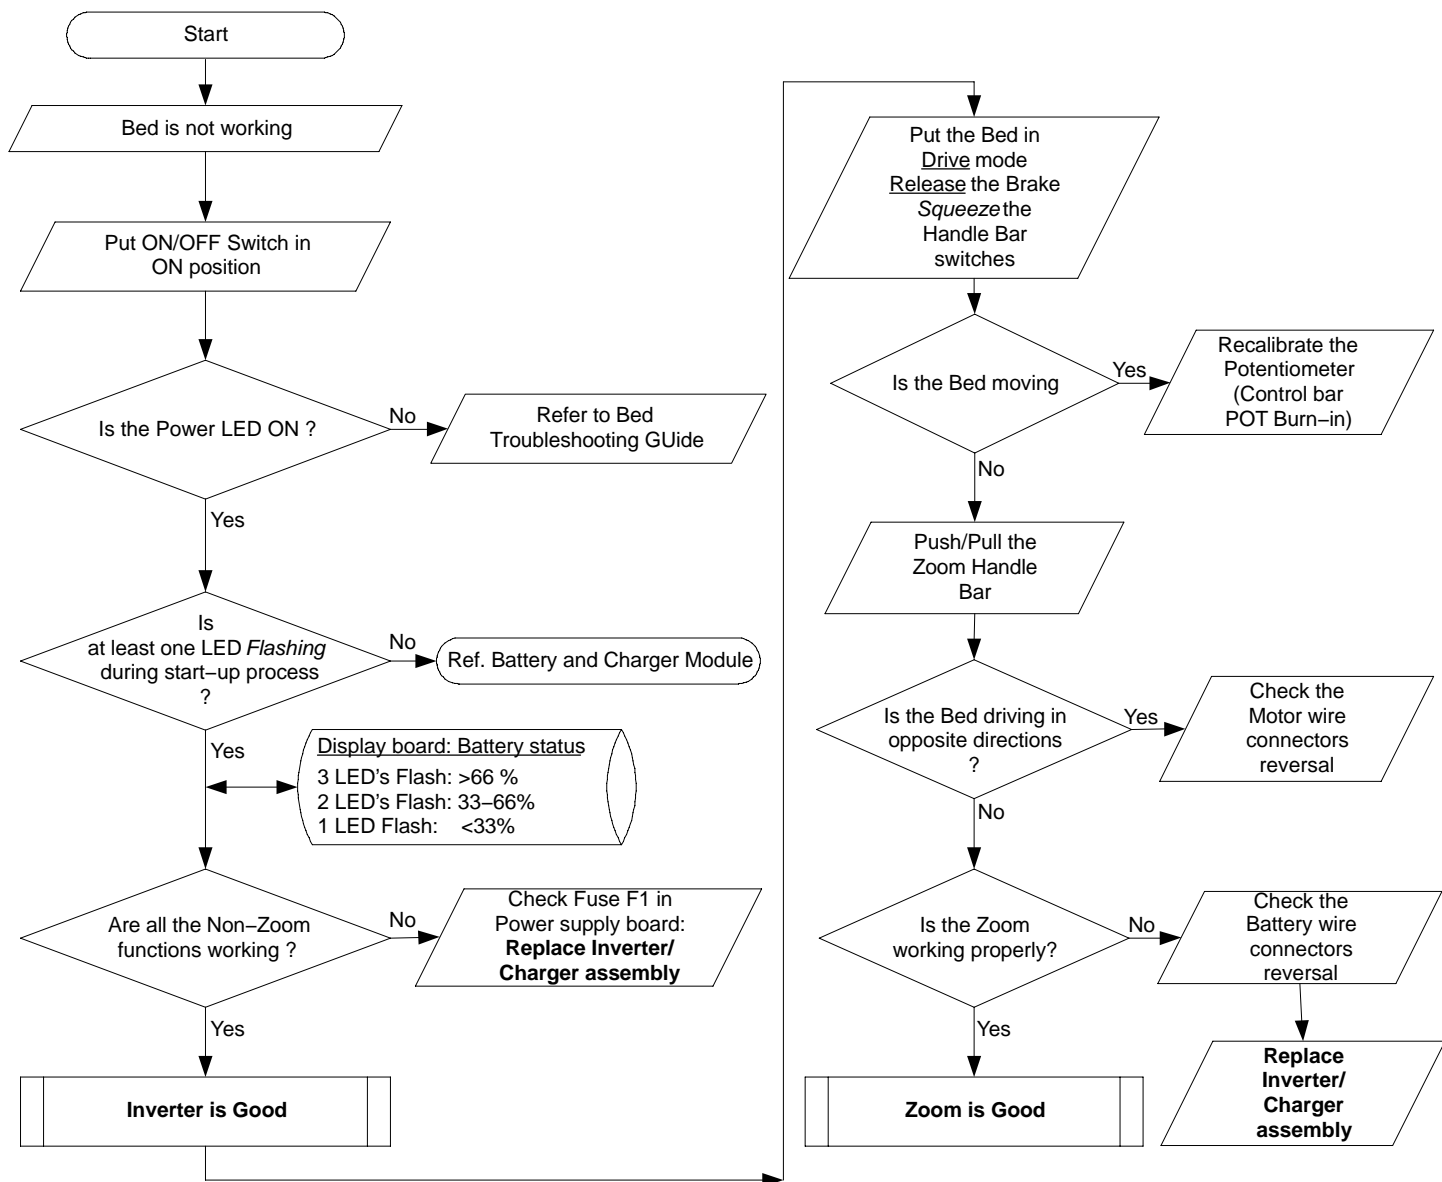 Start
Bed is not working
Put ON/OFF Switch in
ON position
Is the Power LED ON ?
No
Refer to Bed
Troubleshooting GUide
Yes
Is
at least one LED Flashing
during start–up process
?
No
Ref. Battery and Charger Module
Yes
Display board: Battery status
3 LED's Flash: >66 %
2 LED's Flash: 33–66%
1 LED Flash: <33%
Are all the Non–Zoom
functions working ?
No
Check Fuse F1 in
Power supply board:
Replace Inverter/
Charger assembly
Yes
Inverter is Good
Put the Bed in
Drive mode
Release the Brake
Squeeze the
Handle Bar
switches
Is the Bed moving
Yes
Recalibrate the
Potentiometer
(Control bar
POT Burn–in)
No
Push/Pull the
Zoom Handle
Bar
Is the Bed driving in
opposite directions
?
Yes
Check the
Motor wire
connectors
reversal
No
Is the Zoom
working properly?
No
Check the
Battery wire
connectors
reversal
Yes
Replace
Inverter/
Charger
assembly
Zoom is Good